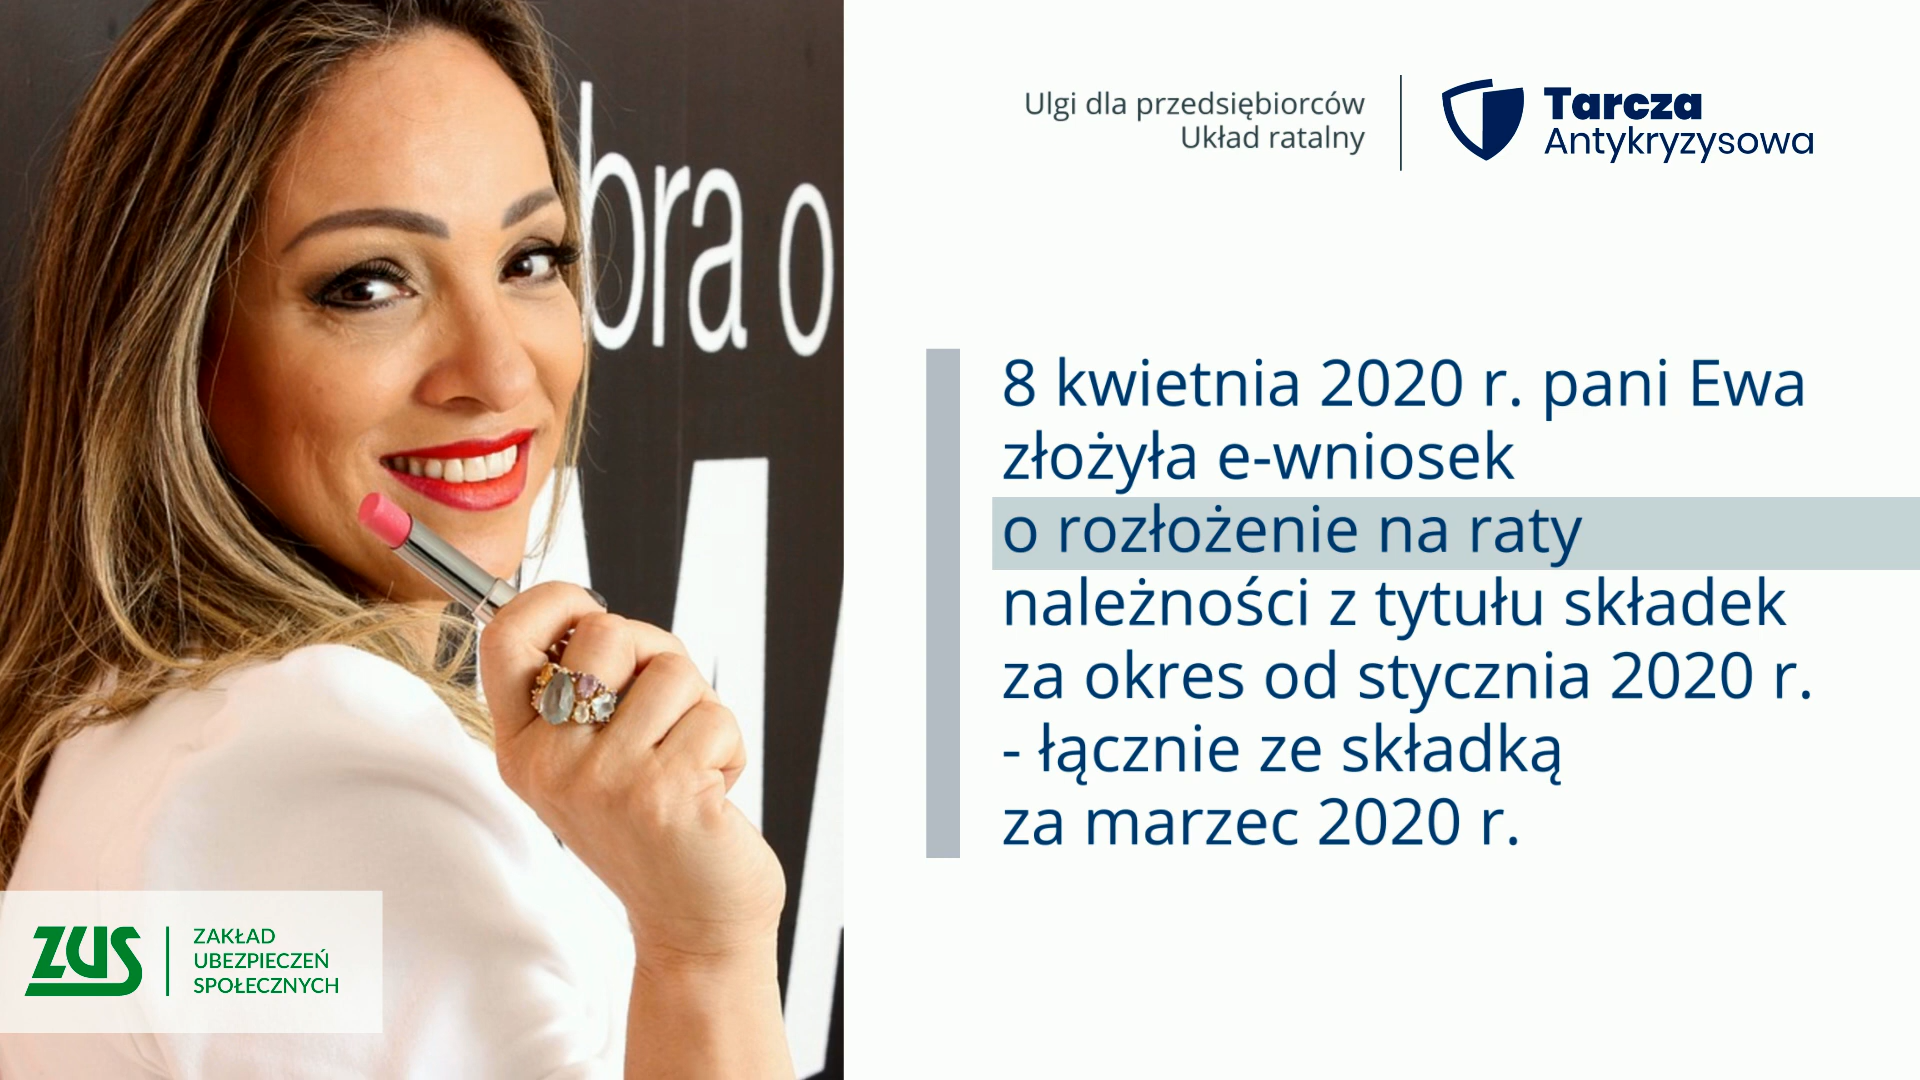 bra o
M
Ulgi dla przedsiębiorców
Układ ratalny
Tarcza
Antykryzysowa
8 kwietnia 2020 r. pani Ewa
złożyła e-wniosek
o rozłożenie na raty
należności z tytułu składek
za okres od stycznia 2020 r.
- łącznie ze składką
za marzec 2020 r.
ZUS
ZAKŁAD
UBEZPIECZEŃ
SPOŁECZNYCH